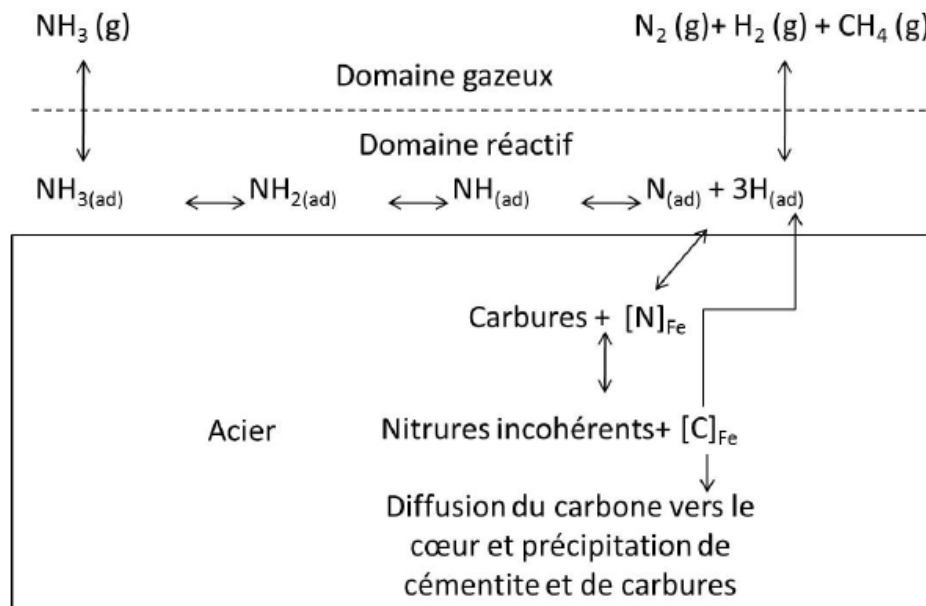 NH3 (g) N2 (g)+ H2 (g) + CH4 (g)
Domaine gazeux
Domaine réactif
NH3(ad) NH2(ad) NH(ad) N(ad) + 3H(ad)
Carbures + [N]Fe
Acier Nitrures incohérents+ [C]Fe
Diffusion du carbone vers le
cœur et précipitation de
cémentite et de carbures